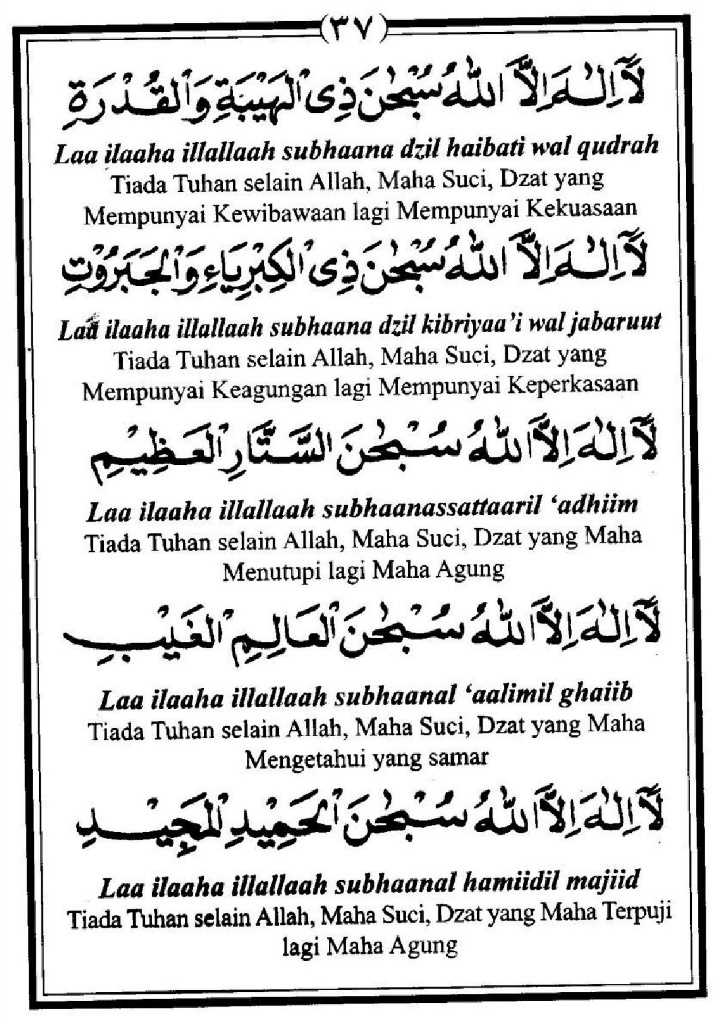 (٣٧)
لَآ اِلٰهَ اِلَّا اللّٰهُ سُبْحٰنَ ذِى الْهَيْبَةِ وَالْقُدْرَةِ
Laa ilaaha illallaah subhaana dzil haibati wal qudrah
Tiada Tuhan selain Allah, Maha Suci, Dzat yang
Mempunyai Kewibawaan lagi Mempunyai Kekuasaan
لَآ اِلٰهَ اِلَّا اللّٰهُ سُبْحٰنَ ذِى الْكِبْرِيَاءِ وَالْجَبَرُوْتِ
Laa ilaaha illallaah subhaana dzil kibriyaa'i wal jabaruut
Tiada Tuhan selain Allah, Maha Suci, Dzat yang
Mempunyai Keagungan lagi Mempunyai Keperkasaan
لَآ اِلٰهَ اِلَّا اللّٰهُ سُبْحٰنَ السَّتَّارِ الْعَظِيْمِ
Laa ilaaha illallaah subhaanassattaaril ‘adhiim
Tiada Tuhan selain Allah, Maha Suci, Dzat yang Maha
Menutupi lagi Maha Agung
لَآ اِلٰهَ اِلَّا اللّٰهُ سُبْحٰنَ الْعَالِمِ الْغَيْبِ
Laa ilaaha illallaah subhaanal ‘aalimil ghaiib
Tiada Tuhan selain Allah, Maha Suci, Dzat yang Maha
Mengetahui yang samar
لَآ اِلٰهَ اِلَّا اللّٰهُ سُبْحٰنَ الْحَمِيْدِ الْمَجِيْدِ
Laa ilaaha illallaah subhaanal hamiidil majiid
Tiada Tuhan selain Allah, Maha Suci, Dzat yang Maha Terpuji
lagi Maha Agung